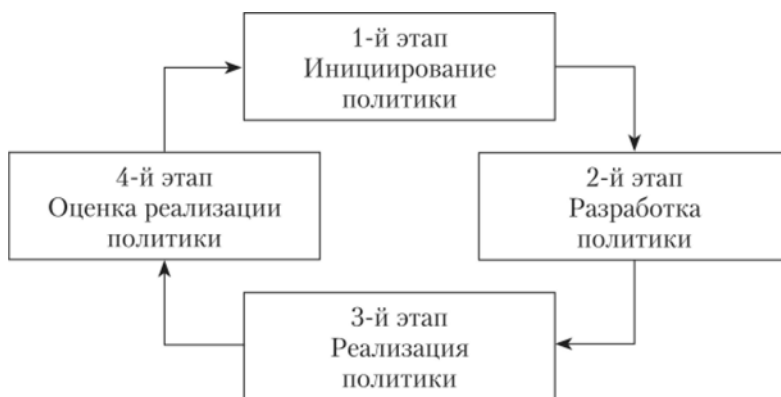 1-й этап
Инициирование
политики
2-й этап
Разработка
политики
3-й этап
Реализация
политики
4-й этап
Оценка реализации
политики